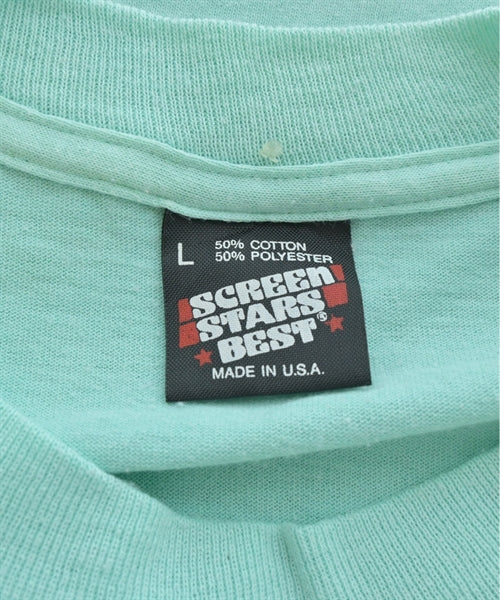 L
50% COTTON
50% POLYESTER
SCREEN
STARS
BEST®
MADE IN U.S.A.